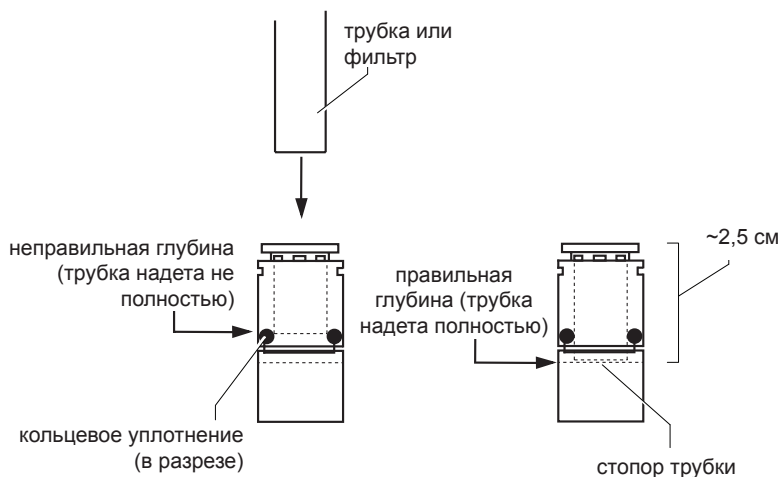 трубка или
фильтр
неправильная глубина
(трубка надета не
полностью)
правильная
глубина (трубка
надета полностью)
~2,5 см
кольцевое уплотнение
(в разрезе)
стопор трубки